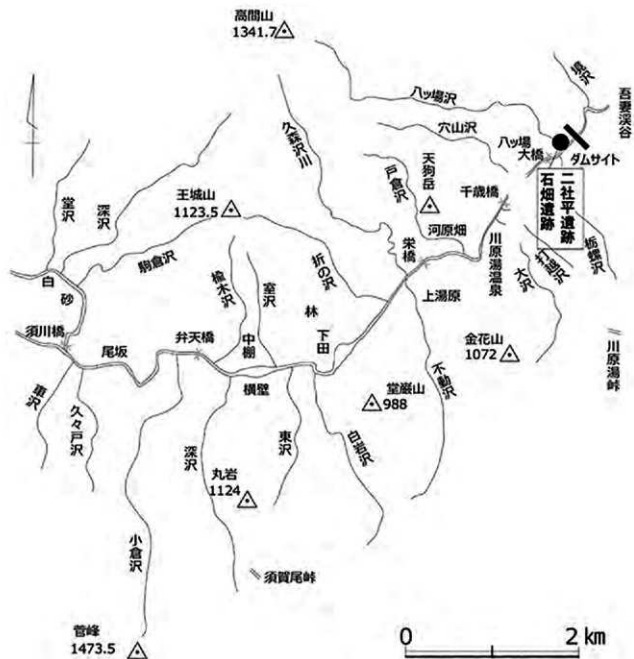 高間山
1341.7
境沢
吾妻渓谷
八ッ場沢
穴山沢
八ッ場
大橋
ダムサイト
二社平遺跡
石畑遺跡
久森沢川
戸倉沢
天狗岳
千歳橋
堂沢
深沢
王城山
1123.5
河原畑
川原湯温泉
栃螺沢
打越沢
大沢
駒倉沢
楡木沢
室沢
折の沢
栄橋
白
砂
林
上湯原
川原湯峠
須川橋
尾坂
弁天橋
中棚
下田
金花山
1072
横壁
堂巌山
988
不動沢
車沢
久々戸沢
深沢
東沢
白岩沢
丸岩
1124
小倉沢
須賀尾峠
菅峰
1473.5
0
2 km